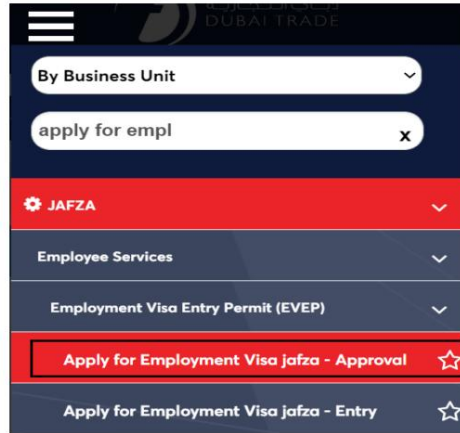 DUBAI TRADE
By Business Unit
apply for empl
x
JAFZA
Employee Services
Employment Visa Entry Permit (EVEP)
Apply for Employment Visa jafza - Approval
Apply for Employment Visa jafza - Entry